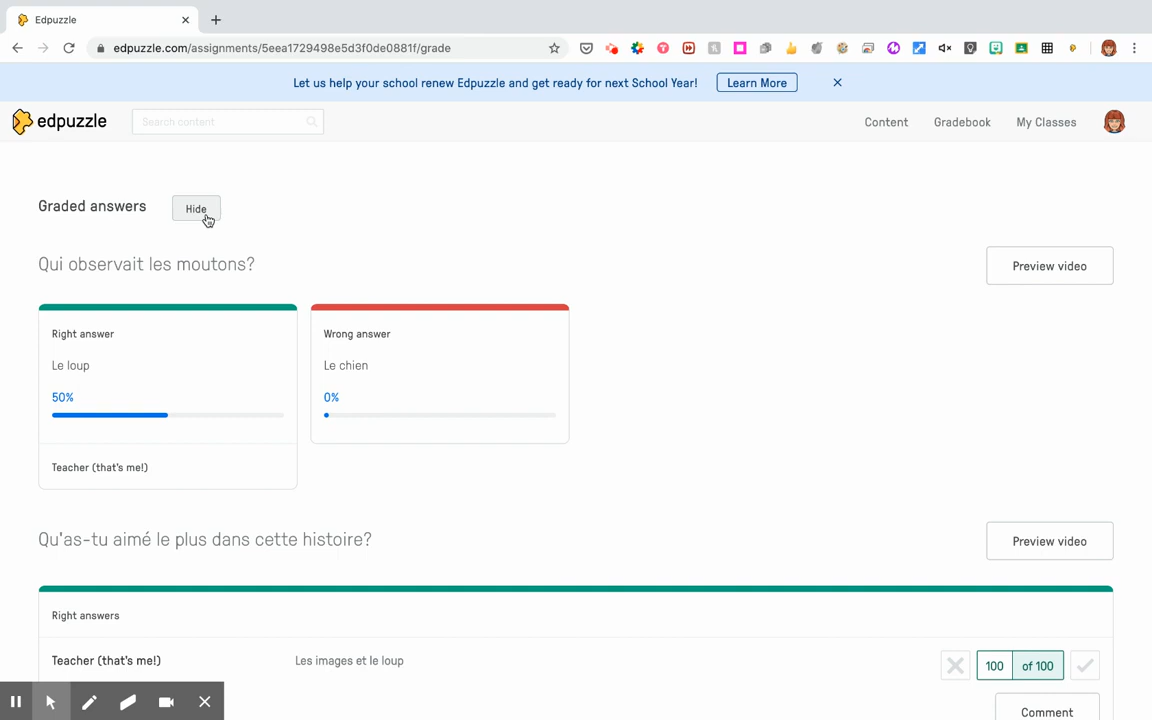 Edpuzzle
edpuzzle.com/assignments/5eea1729498e5d3f0de0881f/grade
Let us help your school renew Edpuzzle and get ready for next School Year!
Learn More
edpuzzle
Search content
Content
Gradebook
My Classes
Graded answers
Hide
Qui observait les moutons?
Preview video
Right answer
Le loup
50%
Teacher (that's me!)
Wrong answer
Le chien
0%
Qu'as-tu aimé le plus dans cette histoire?
Preview video
Right answers
Teacher (that's me!)
Les images et le loup
100
of 100
Comment